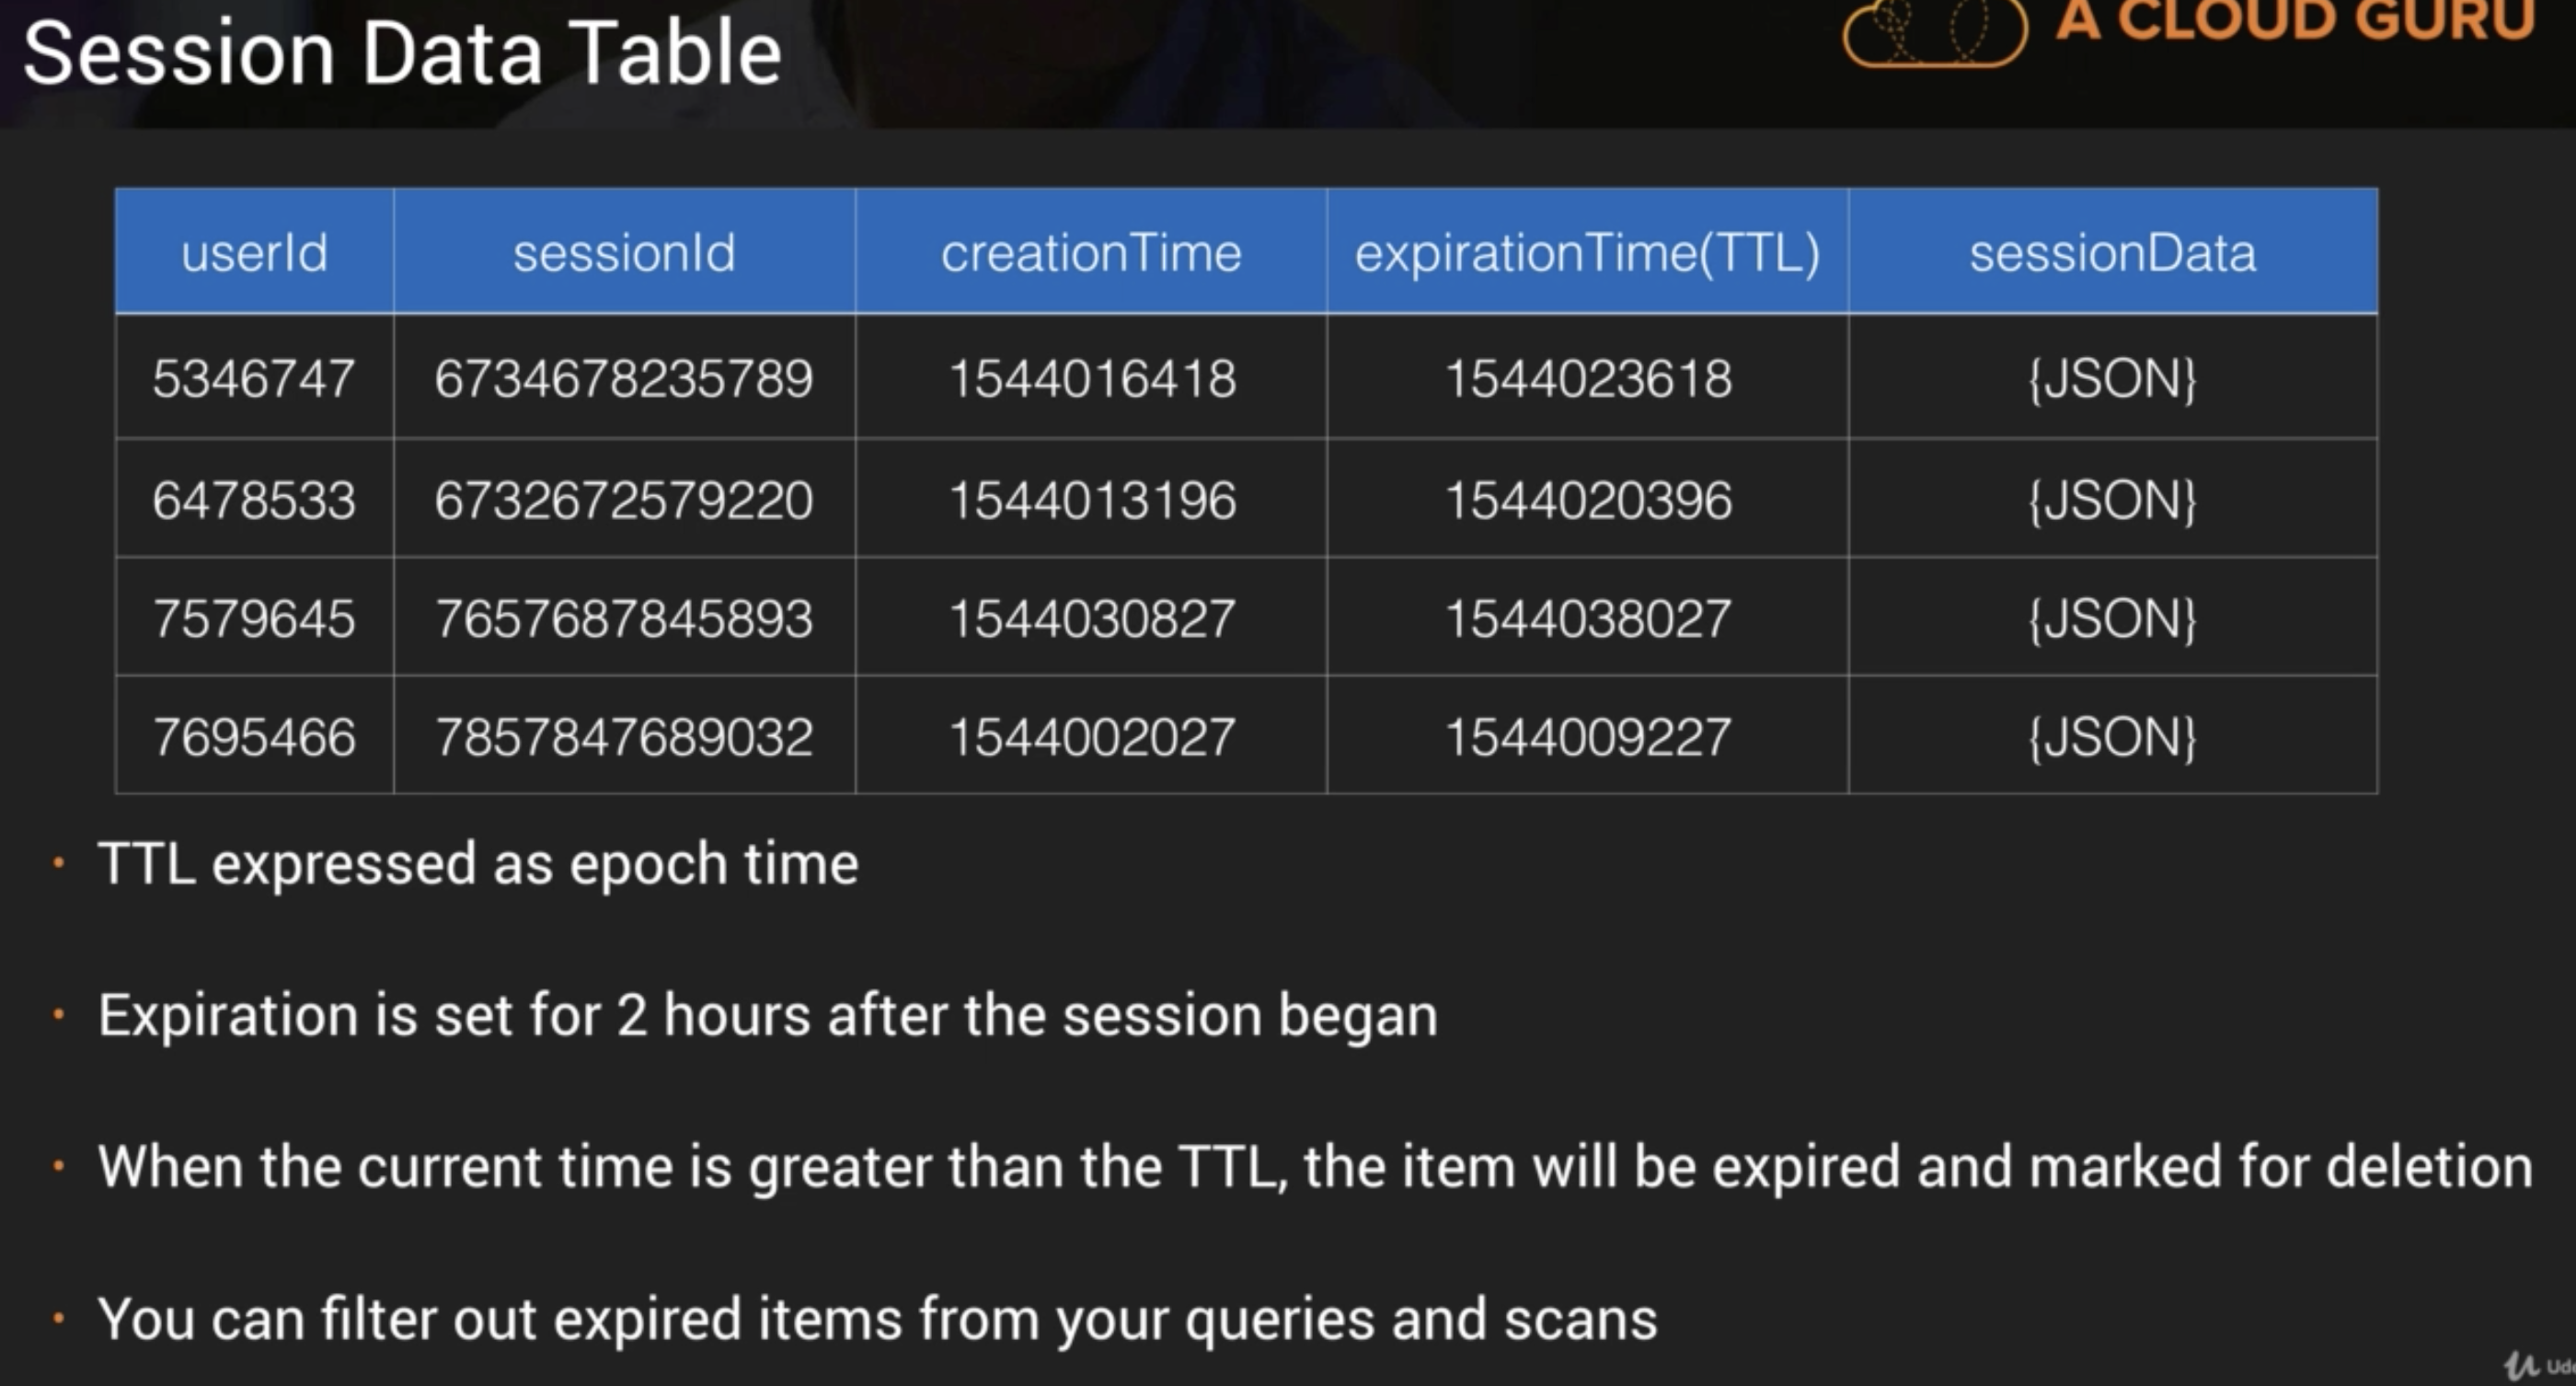 Session Data Table
A CLOUD GURU
userId sessionId creationTime expirationTime(TTL) sessionData
5346747 6734678235789 1544016418 1544023618 {JSON}
6478533 6732672579220 1544013196 1544020396 {JSON}
7579645 7657687845893 1544030827 1544038027 {JSON}
7695466 7857847689032 1544002027 1544009227 {JSON}
• TTL expressed as epoch time
• Expiration is set for 2 hours after the session began
• When the current time is greater than the TTL, the item will be expired and marked for deletion
• You can filter out expired items from your queries and scans